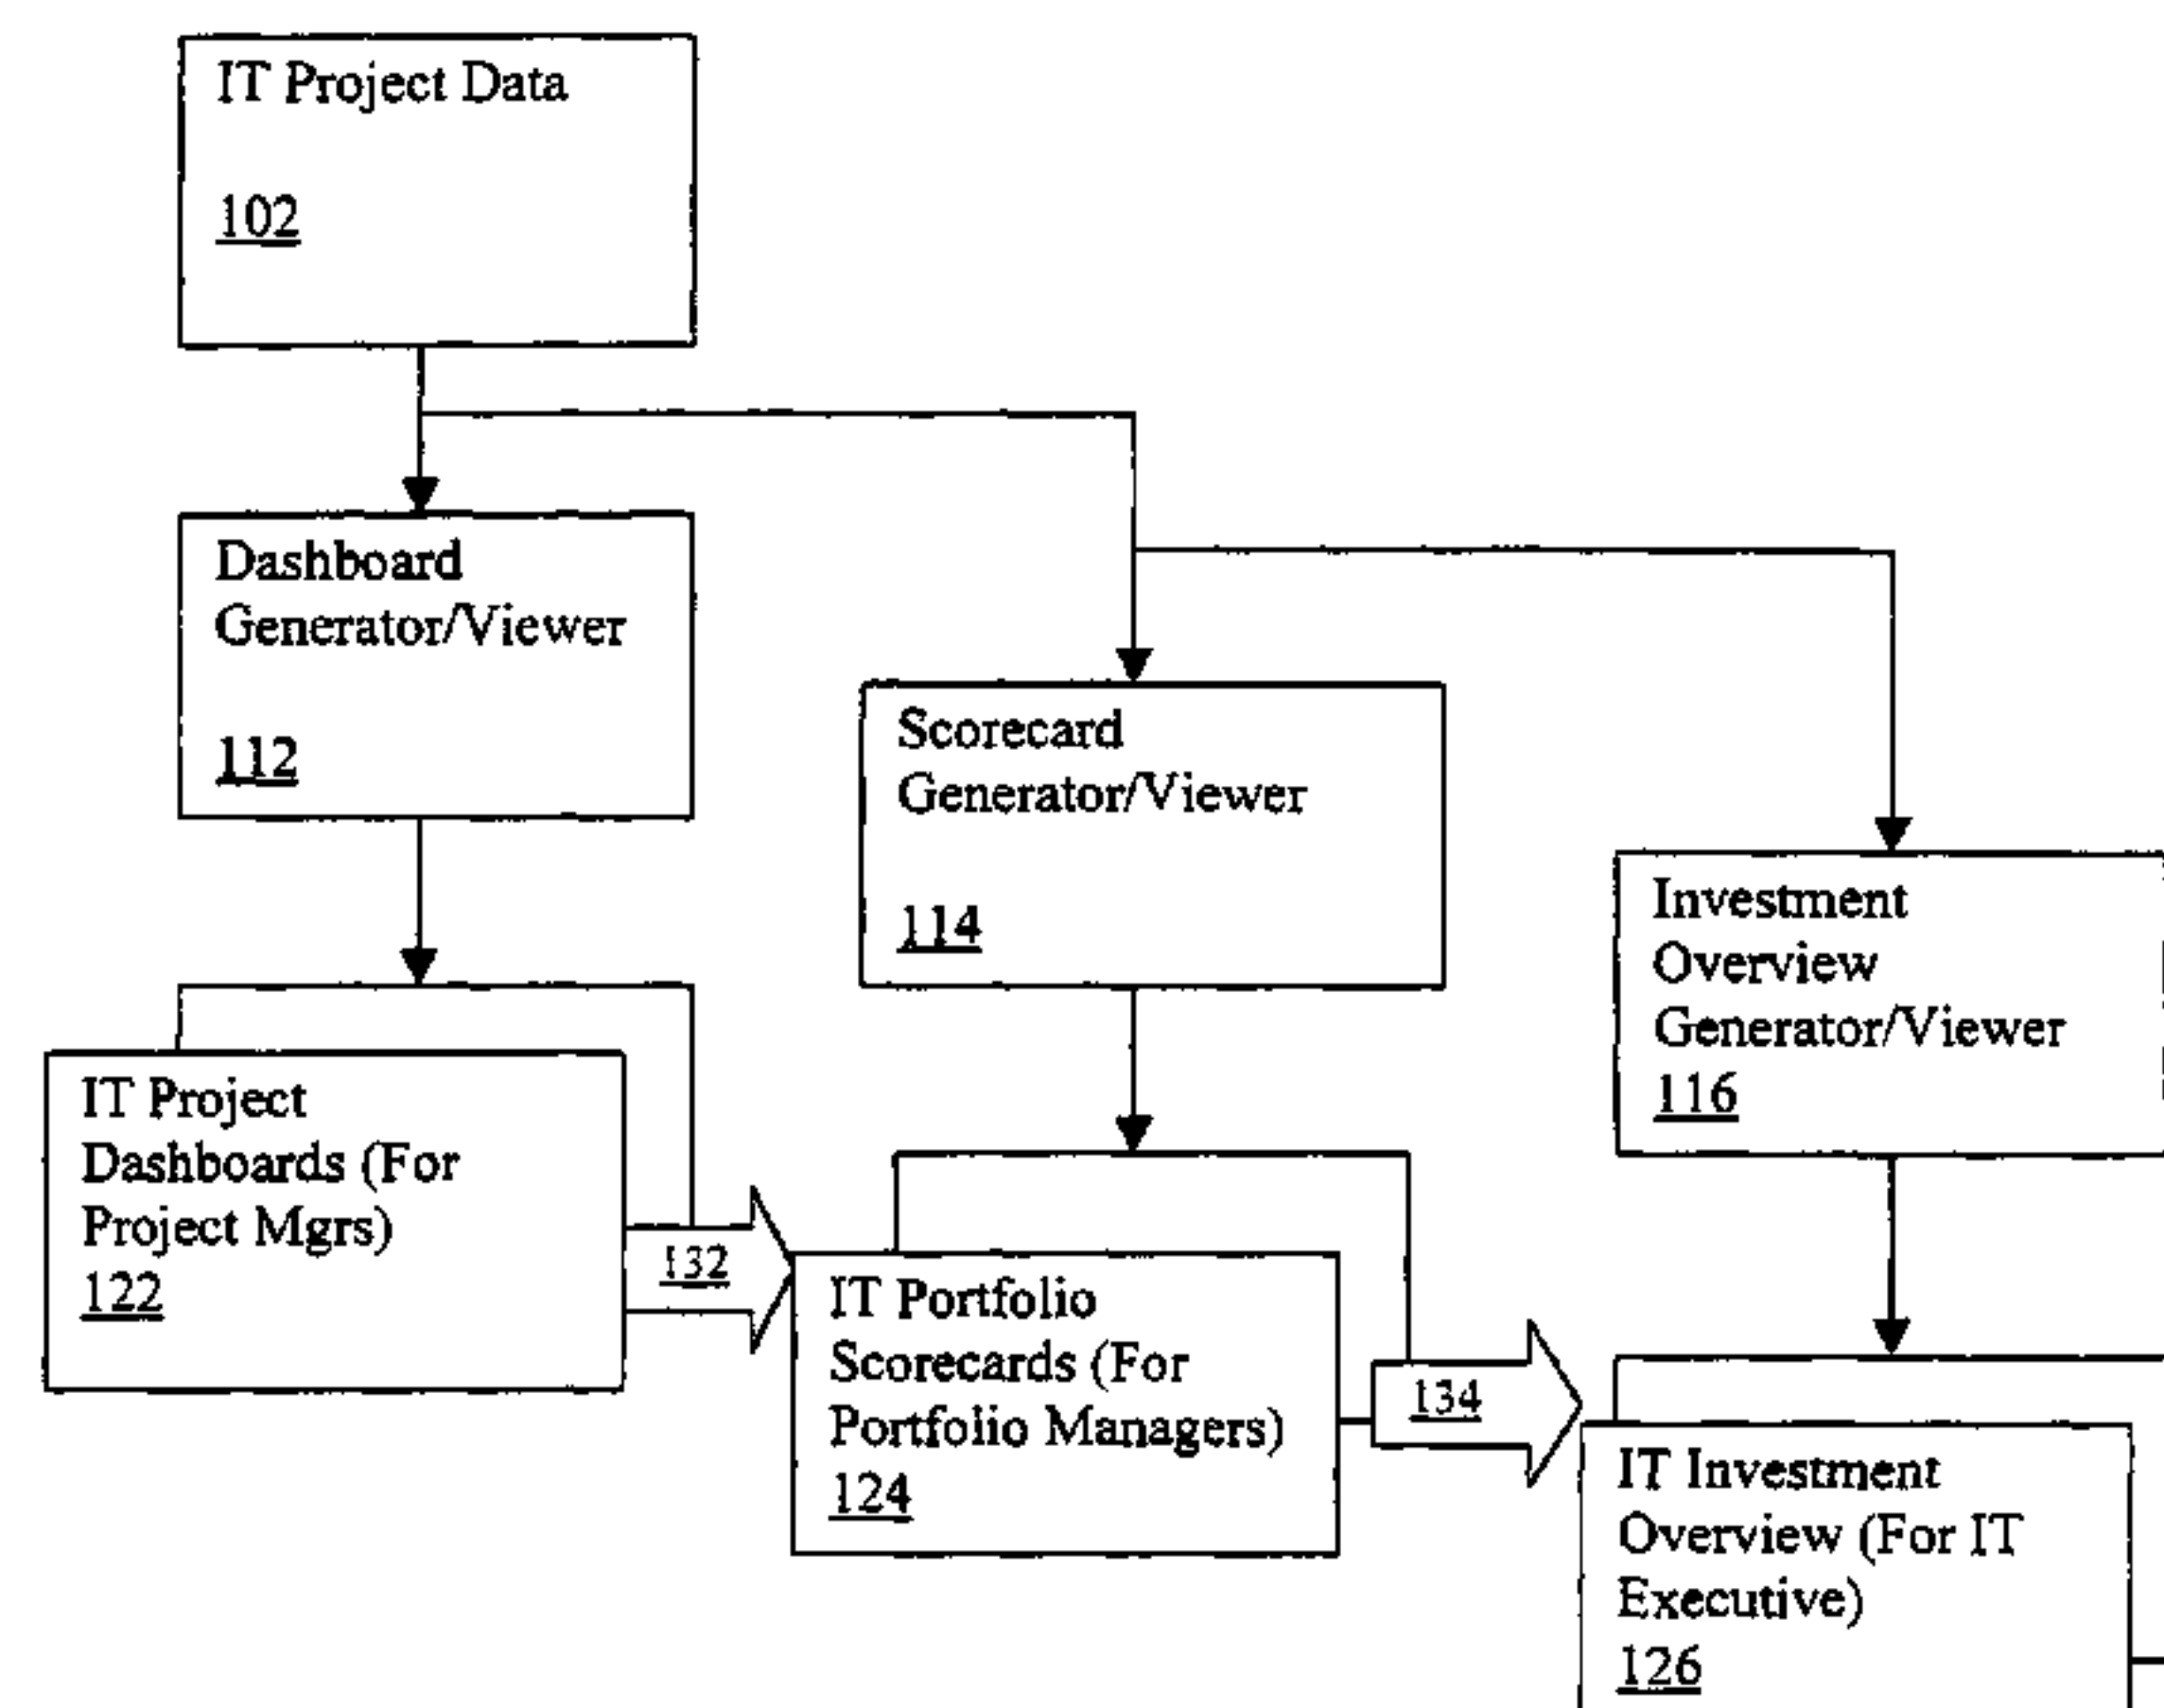 IT Project Data
102
Dashboard
Generator/Viewer
112
Scorecard
Generator/Viewer
114
Investment
Overview
Generator/Viewer
116
IT Project
Dashboards (For
Project Mgrs)
122
132
IT Portfolio
Scorecards (For
Portfolio Managers)
124
134
IT Investment
Overview (For IT
Executive)
126